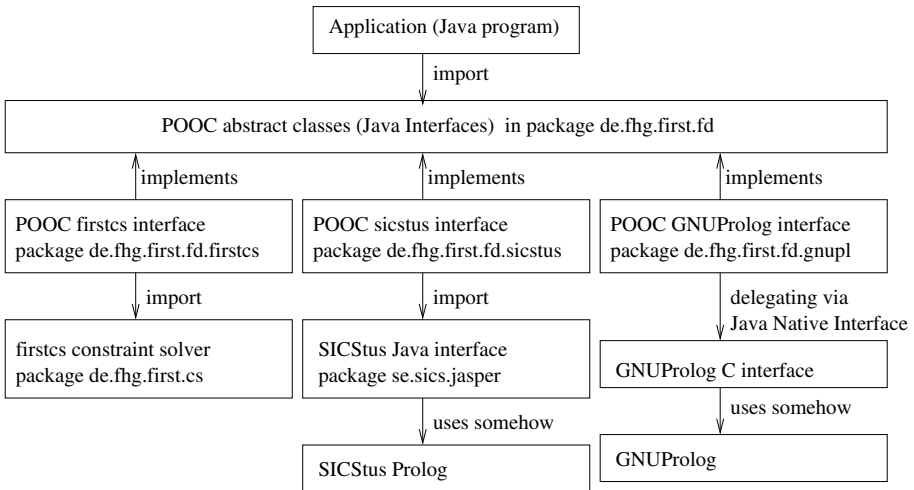 Application (Java program)
import
POOC abstract classes (Java Interfaces) in package de.fhg.first.fd
implements
implements
implements
POOC firstcs interface
package de.fhg.first.fd.firstcs
POOC sicstus interface
package de.fhg.first.fd.sicstus
POOC GNUProlog interface
package de.fhg.first.fd.gnupl
import
import
delegating via
Java Native Interface
firstcs constraint solver
package de.fhg.first.cs
SICStus Java interface
package se.sics.jasper
GNUProlog C interface
uses somehow
uses somehow
SICStus Prolog
GNUProlog